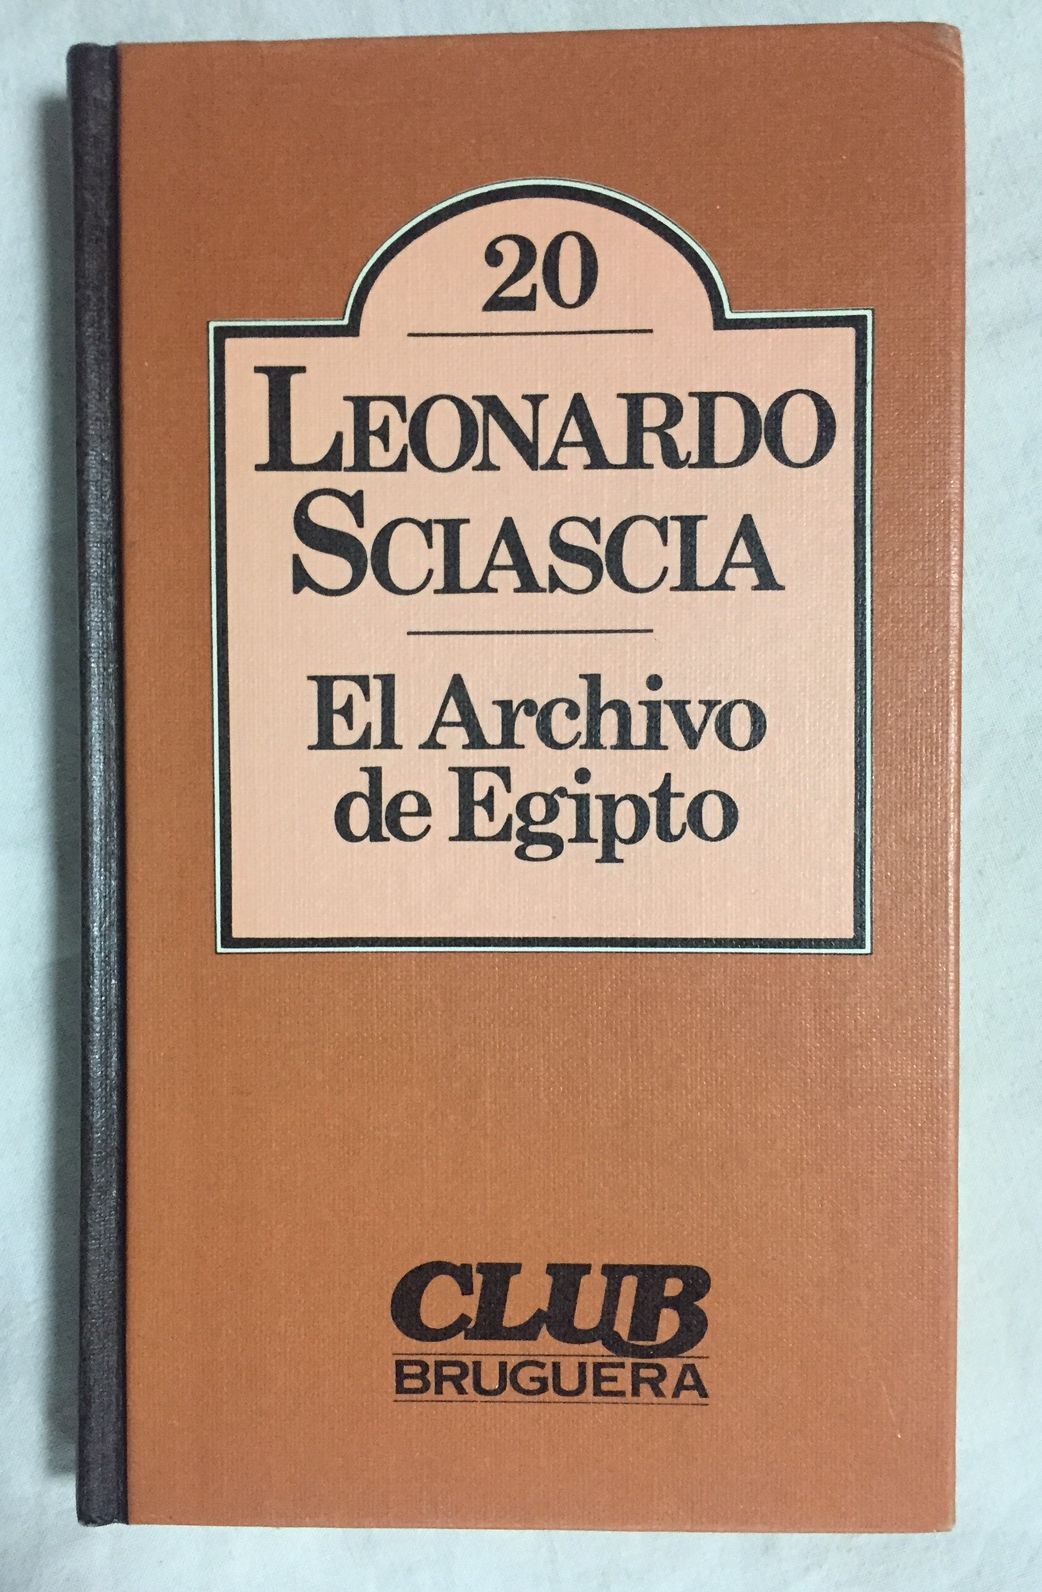 20
LEONARDO
SCIASCIA
El Archivo
de Egipto
CLUB
BRUGUERA